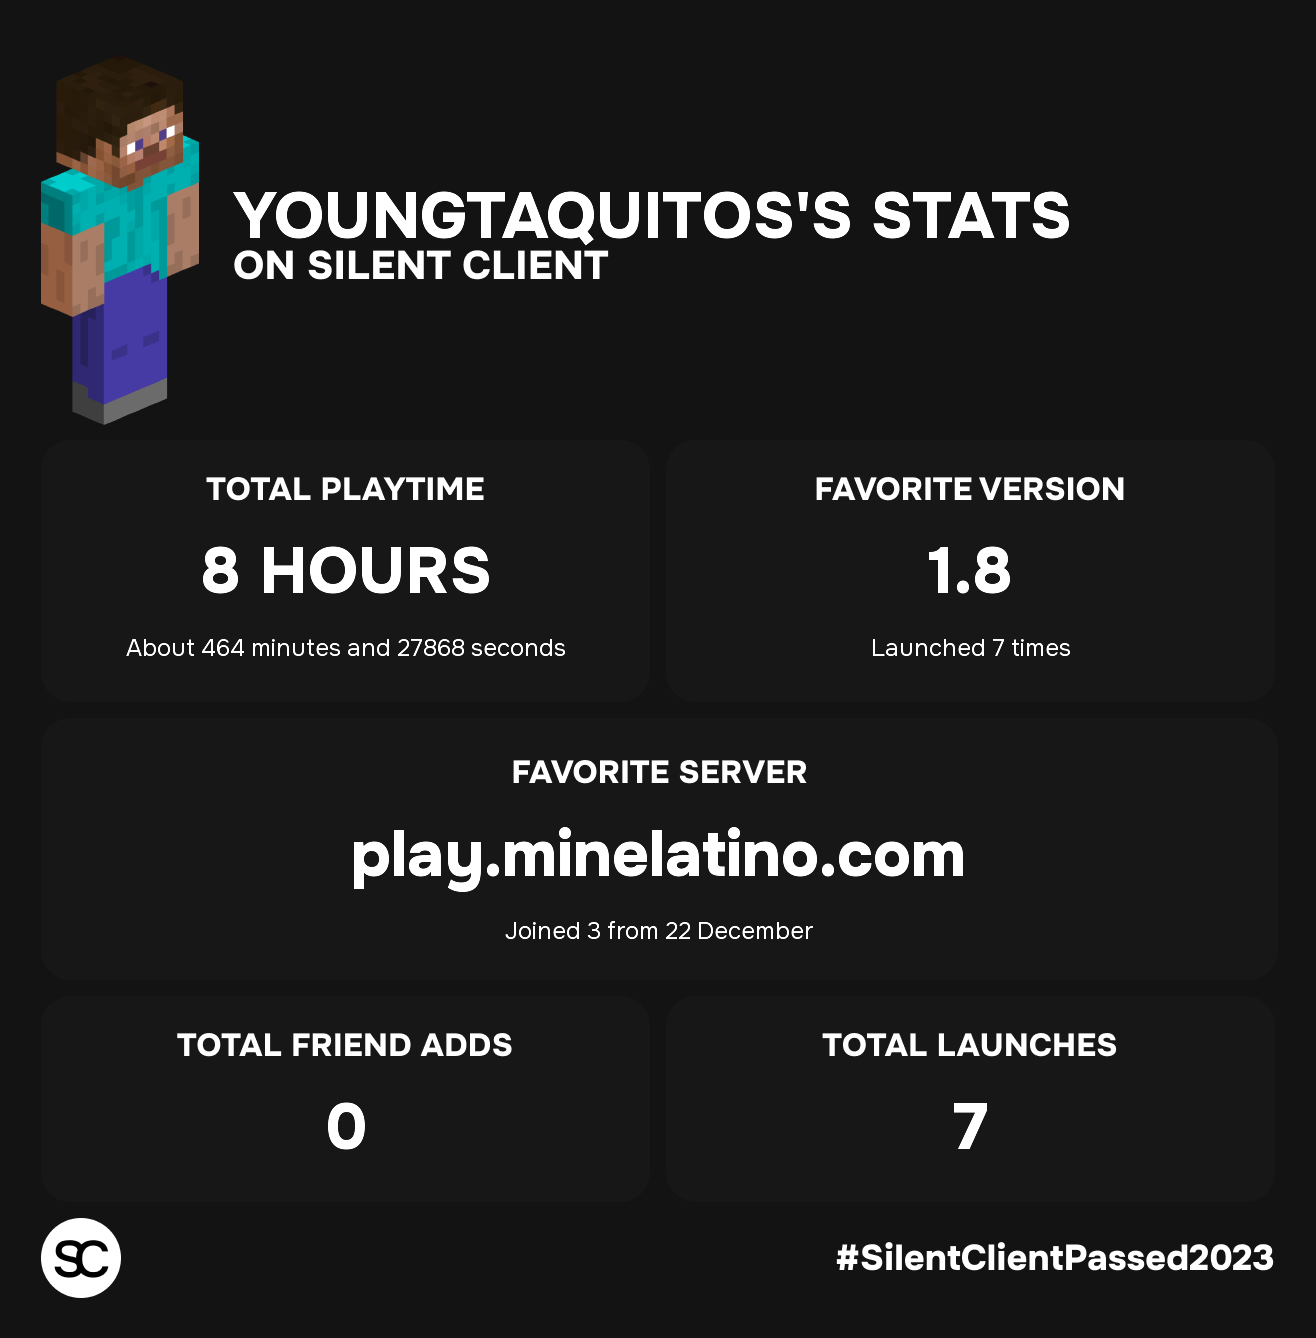 YOUNGTAQUITOS'S STATS
ON SILENT CLIENT
TOTAL PLAYTIME
8 HOURS
About 464 minutes and 27868 seconds
FAVORITE VERSION
1.8
Launched 7 times
FAVORITE SERVER
play.minelatino.com
Joined 3 from 22 December
TOTAL FRIEND ADDS
0
TOTAL LAUNCHES
7
SC
#SilentClientPassed2023